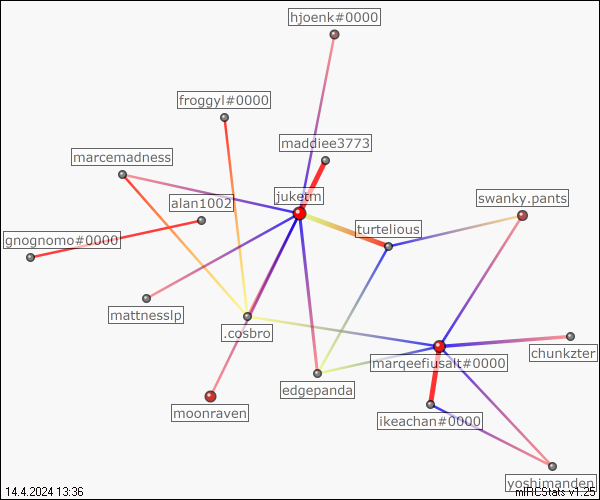 hjoenk#0000
froggyl#0000
maddiee3773
marcemadness
juketm
swanky.pants
alan1002
turtelious
gnognomo#0000
mattnesslp
.cosbro
chunkzter
marqeefiusalt#0000
edgepanda
moonraven
ikeachan#0000
yoshimanden
14.4.2024 13:36
mIRCStats v1.25